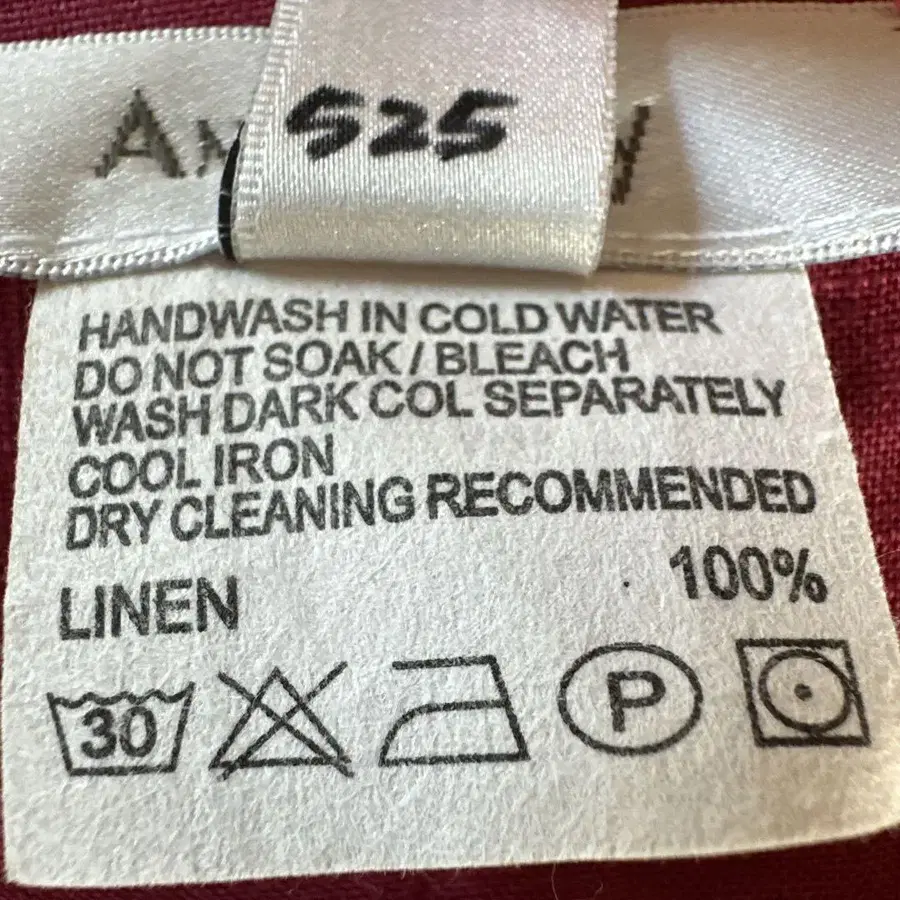 525
HANDWASH IN COLD WATER
DO NOT SOAK / BLEACH
WASH DARK COL SEPARATELY
COOL IRON
DRY CLEANING RECOMMENDED
LINEN 100%
30 P